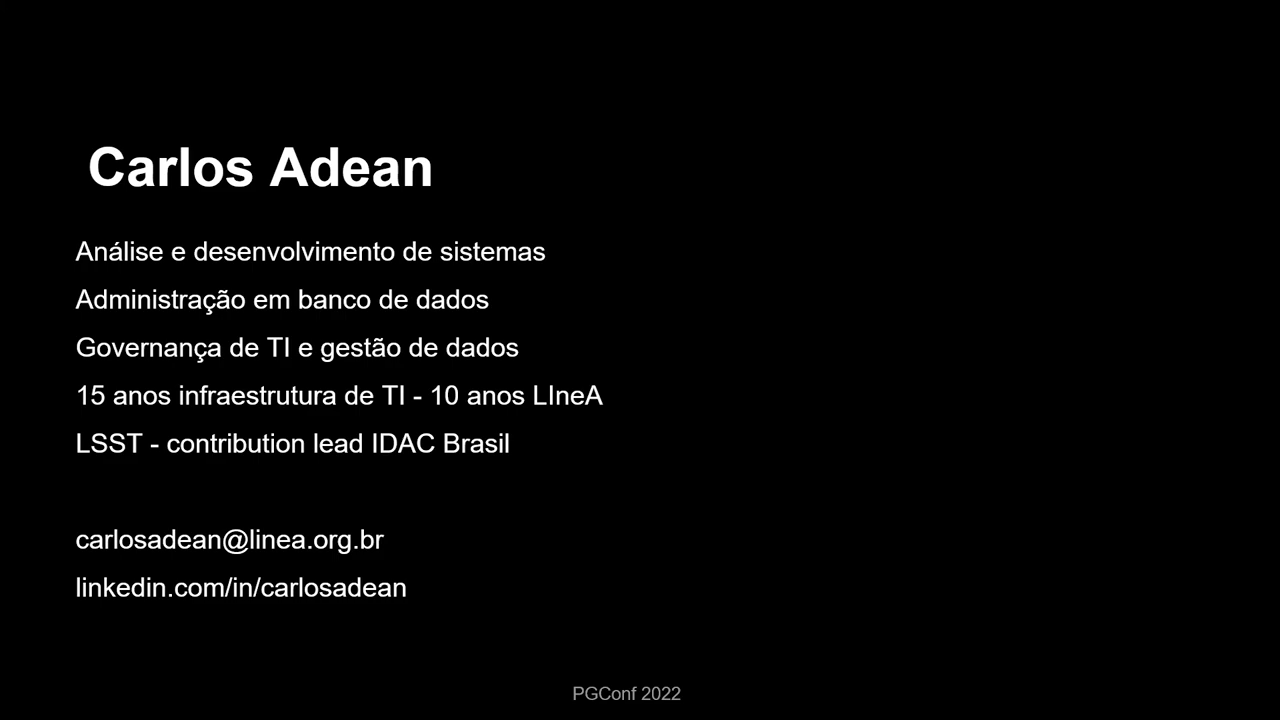 Carlos Adean
Análise e desenvolvimento de sistemas
Administração em banco de dados
Governança de TI e gestão de dados
15 anos infraestrutura de TI - 10 anos LIneA
LSST - contribution lead IDAC Brasil
carlosadean@linea.org.br
linkedin.com/in/carlosadean
PGConf 2022